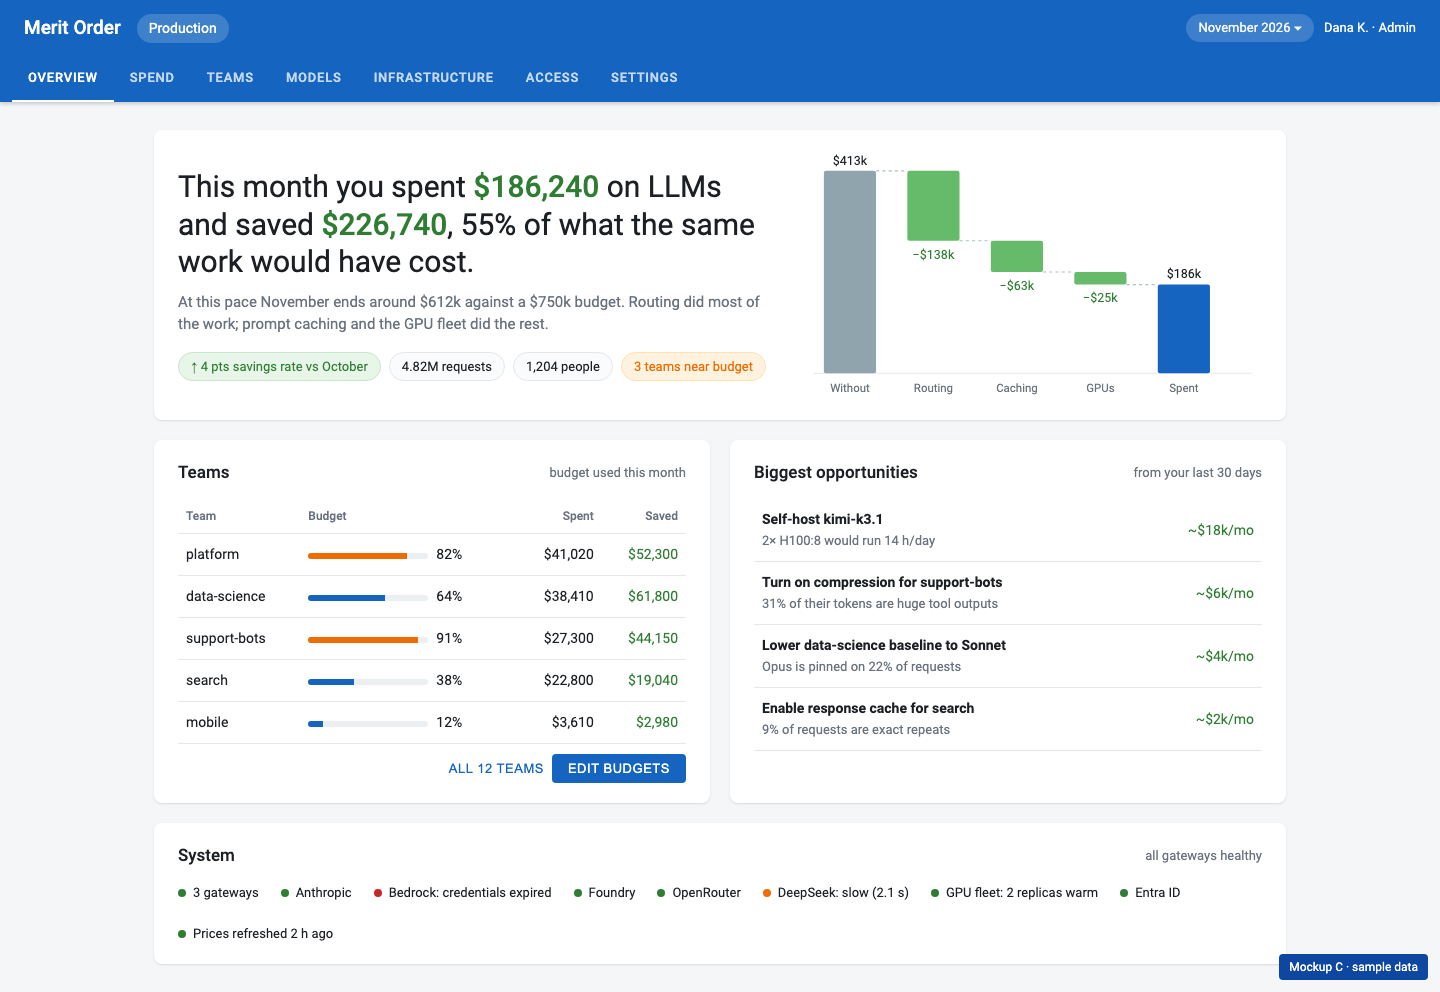 Merit Order
Production
November 2026
Dana K. · Admin
OVERVIEW
SPEND
TEAMS
MODELS
INFRASTRUCTURE
ACCESS
SETTINGS
This month you spent $186,240 on LLMs
and saved $226,740, 55% of what the same
work would have cost.
At this pace November ends around $612k against a $750k budget. Routing did most of
the work; prompt caching and the GPU fleet did the rest.
↑ 4 pts savings rate vs October
4.82M requests
1,204 people
3 teams near budget
$413k
−$138k
−$63k
−$25k
$186k
Without
Routing
Caching
GPUs
Spent
Teams
budget used this month
Team Budget Spent Saved
platform 82% $41,020 $52,300
data-science 64% $38,410 $61,800
support-bots 91% $27,300 $44,150
search 38% $22,800 $19,040
mobile 12% $3,610 $2,980
ALL 12 TEAMS
EDIT BUDGETS
Biggest opportunities
from your last 30 days
Self-host kimi-k3.1
2× H100:8 would run 14 h/day
~$18k/mo
Turn on compression for support-bots
31% of their tokens are huge tool outputs
~$6k/mo
Lower data-science baseline to Sonnet
Opus is pinned on 22% of requests
~$4k/mo
Enable response cache for search
9% of requests are exact repeats
~$2k/mo
System
all gateways healthy
3 gateways
Anthropic
Bedrock: credentials expired
Foundry
OpenRouter
DeepSeek: slow (2.1 s)
GPU fleet: 2 replicas warm
Entra ID
Prices refreshed 2 h ago
Mockup C · sample data